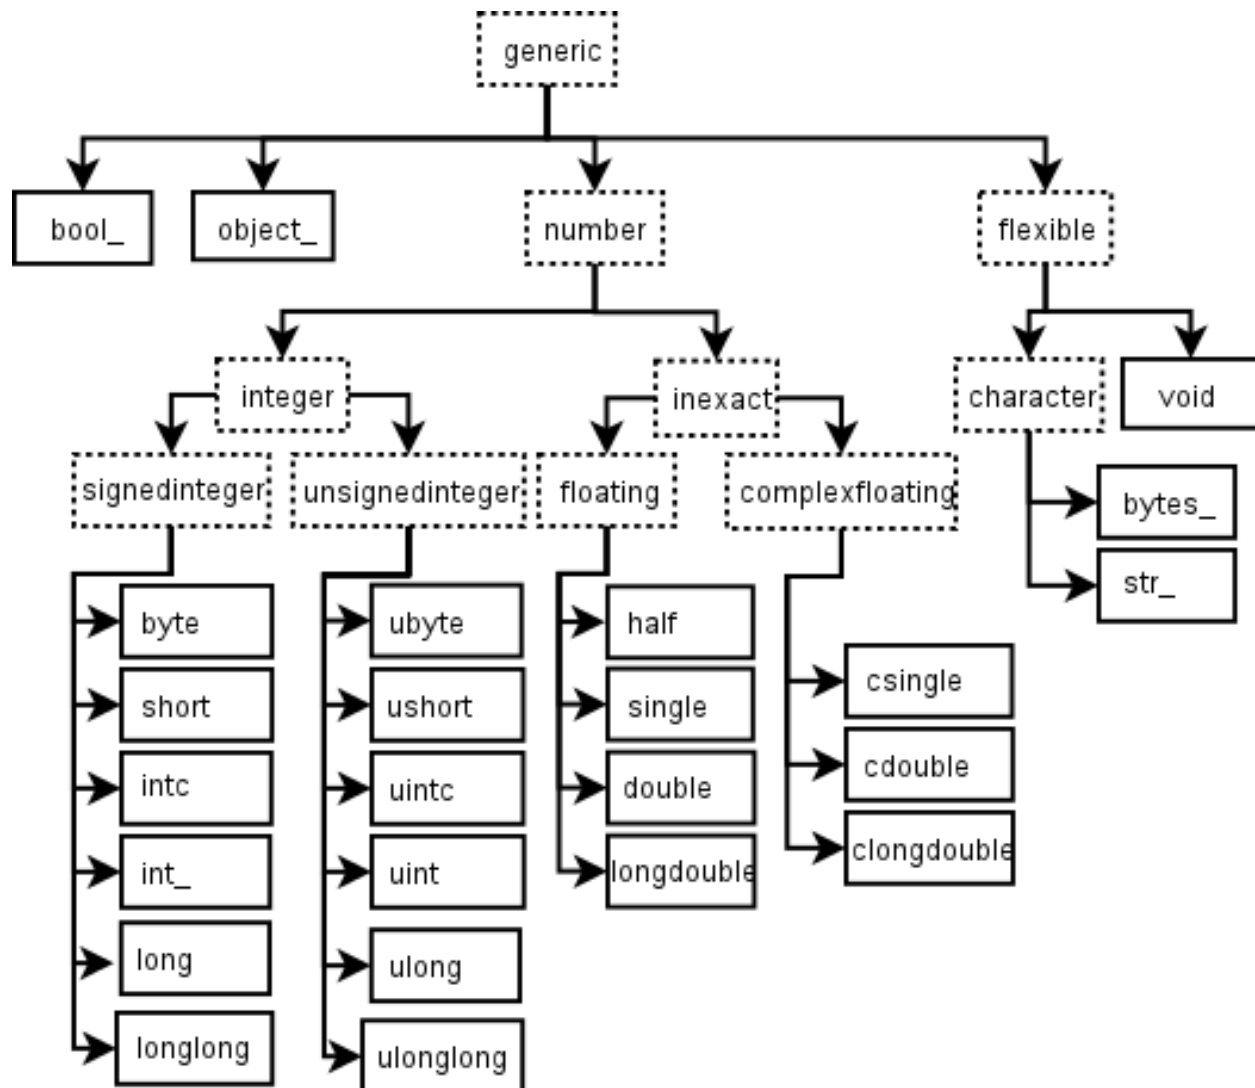 generic
bool_
object_
number
flexible
integer
inexact
character
void
signedinteger
unsignedinteger
floating
complexfloating
bytes_
str_
byte
ubyte
half
short
ushort
single
csingle
intc
uintc
double
cdouble
int_
uint
longdouble
clongdouble
long
ulong
longlong
ulonglong